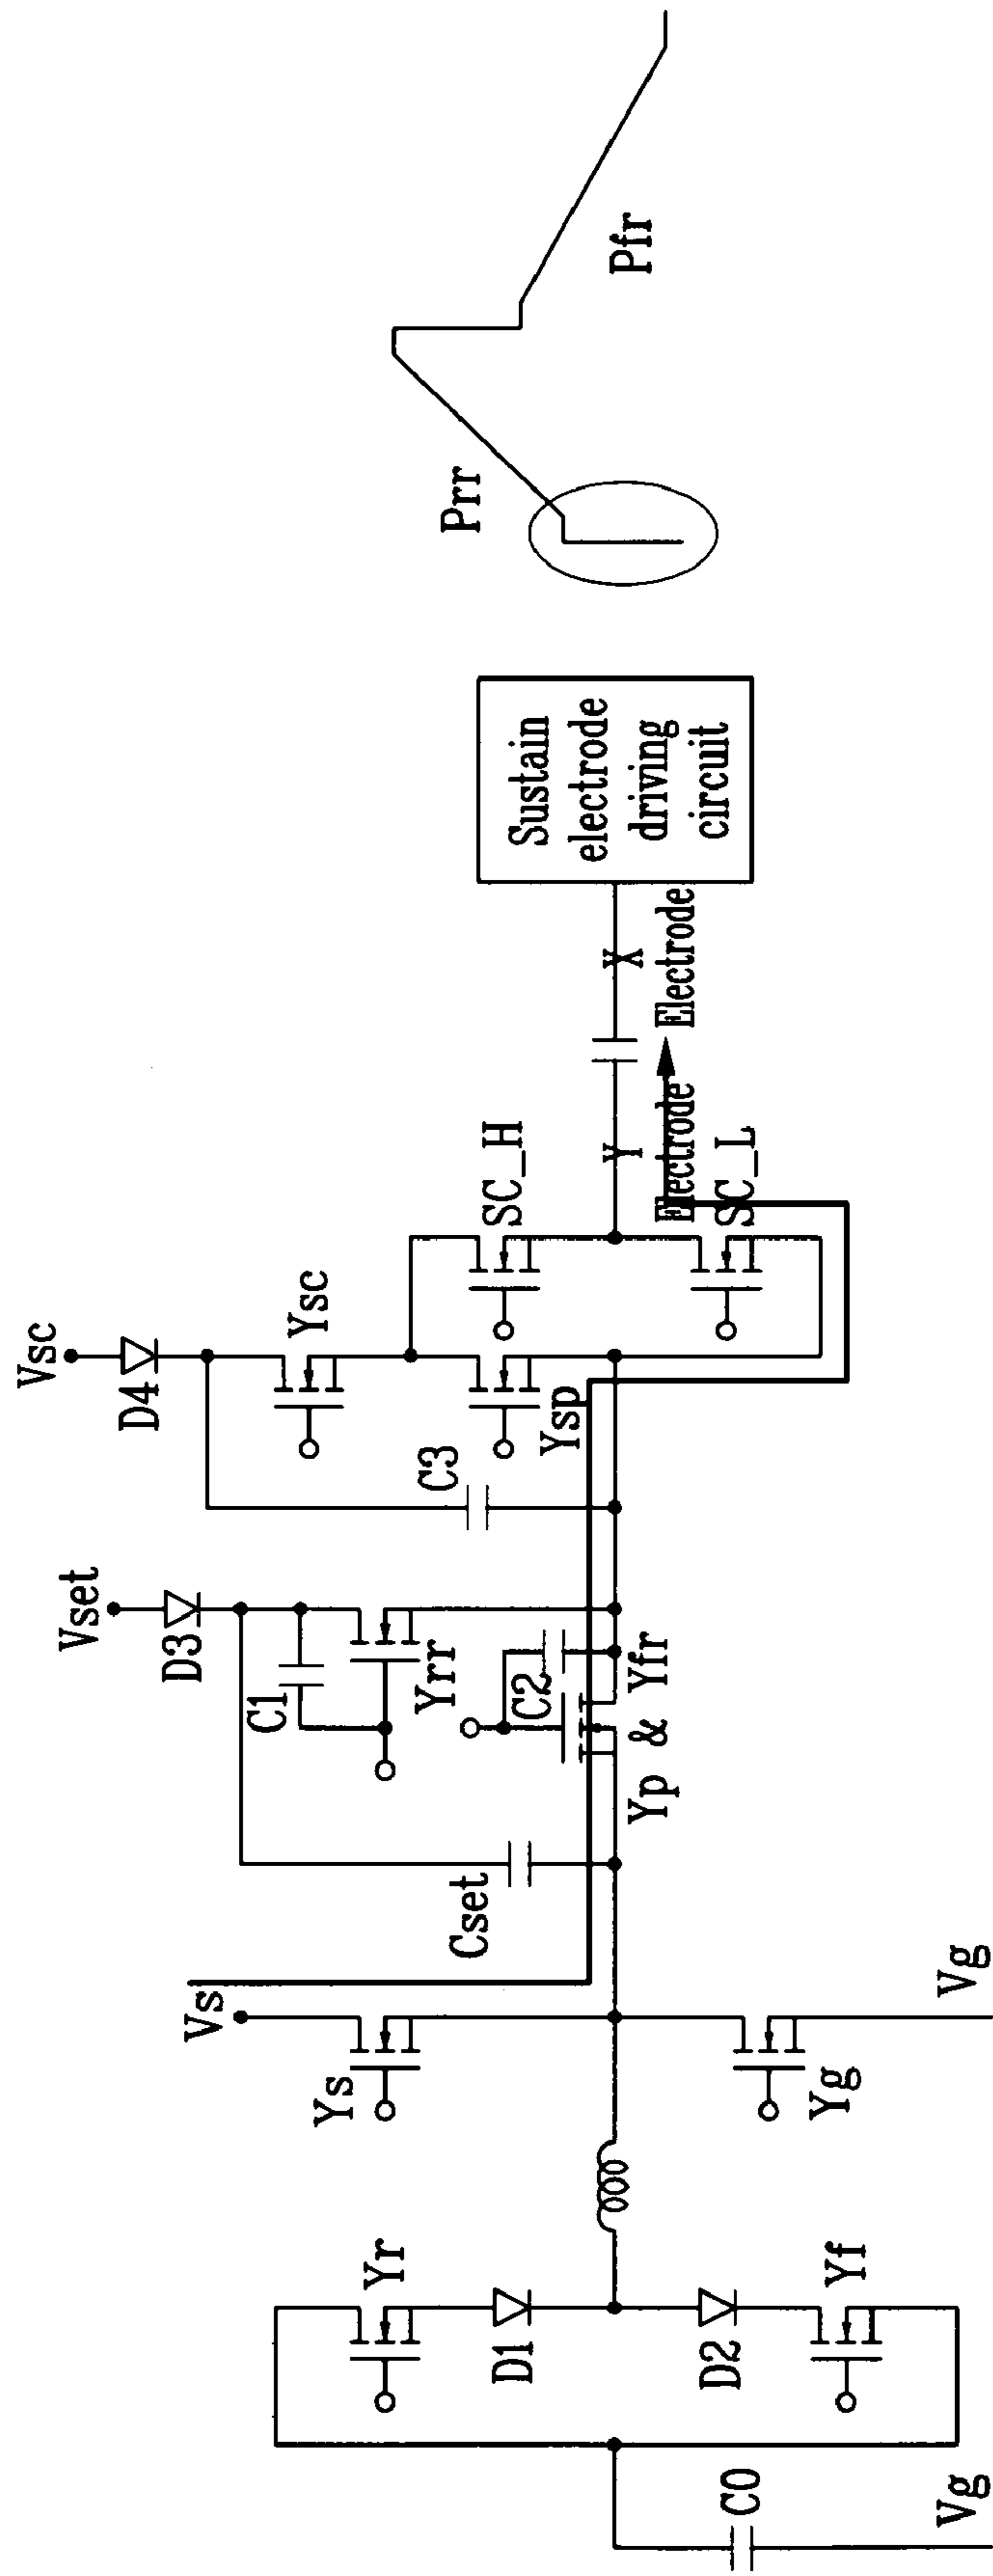 Vsc
Vset
Vs
D4
D3
Ysc
C3
C1
Yrr
Ysp
SC_H
C2
Yp & Yfr
Cset
Ys
Yg
Vg
Yr
D1
D2
Yf
C0
Vg
Y
Electrode
X
Electrode
SC_L
Sustain
electrode
driving
circuit
Prr
Pfr